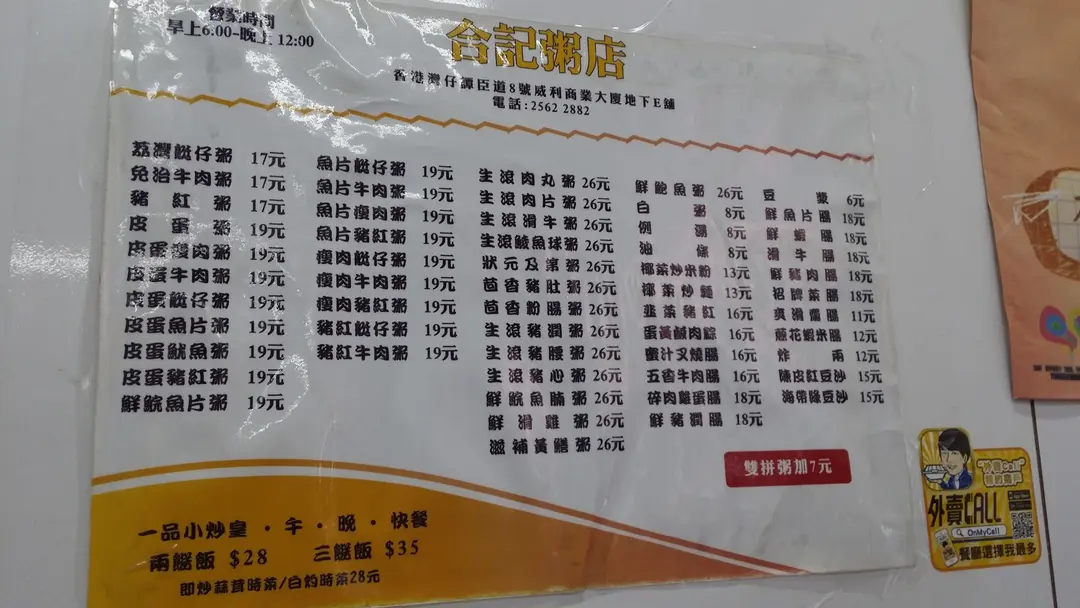 營業時間
早上6.00-晚上 12:00
合記粥店
香港灣仔譚臣道8號威利商業大廈地下E舖
電話:2562 2882
荔灣艇仔粥 17元
免治牛肉粥 17元
豬紅粥 17元
皮蛋粥 19元
皮蛋瘦肉粥 19元
皮蛋牛肉粥 19元
皮蛋艇仔粥 19元
皮蛋魚片粥 19元
皮蛋魷魚粥 19元
皮蛋豬紅粥 19元
鮮鯇魚片粥 19元
魚片艇仔粥 19元
魚片牛肉粥 19元
魚片瘦肉粥 19元
魚片豬紅粥 19元
瘦肉艇仔粥 19元
瘦肉牛肉粥 19元
瘦肉豬紅粥 19元
豬紅艇仔粥 19元
豬紅牛肉粥 19元
生滾肉丸粥 26元
生滾肉片粥 26元
生滾滑牛粥 26元
生滾鯪魚球粥 26元
狀元及第粥 26元
茴香豬肚粥 26元
茴香粉腸粥 26元
生滾豬潤粥 26元
生滾豬腰粥 26元
生滾豬心粥 26元
鮮鯇魚腩粥 26元
鮮滑雞粥 26元
滋補黃鱔粥 26元
鮮鮑魚粥 26元
白粥 8元
例湯 8元
油條 8元
椰菜炒米粉 13元
椰菜炒麵 13元
韮菜豬紅 16元
蛋黃鹹肉粽 16元
蜜汁叉燒腸 16元
五香牛肉腸 16元
碎肉雞蛋腸 18元
鮮豬潤腸 18元
豆漿 6元
鮮魚片腸 18元
鮮蝦腸 18元
滑牛腸 18元
鮮豬肉腸 18元
招牌菜腸 18元
爽滑齋腸 11元
蔥花蝦米腸 12元
炸兩 12元
陳皮紅豆沙 15元
海帶綠豆沙 15元
雙拼粥加7元
一品小炒皇 · 午 · 晚 · 快餐
兩餸飯 $28 三餸飯 $35
即炒蒜茸時菜/白灼時菜28元
"外賣Call"
特約商戶
外賣CALL
OnMyCall
餐廳選擇我最多